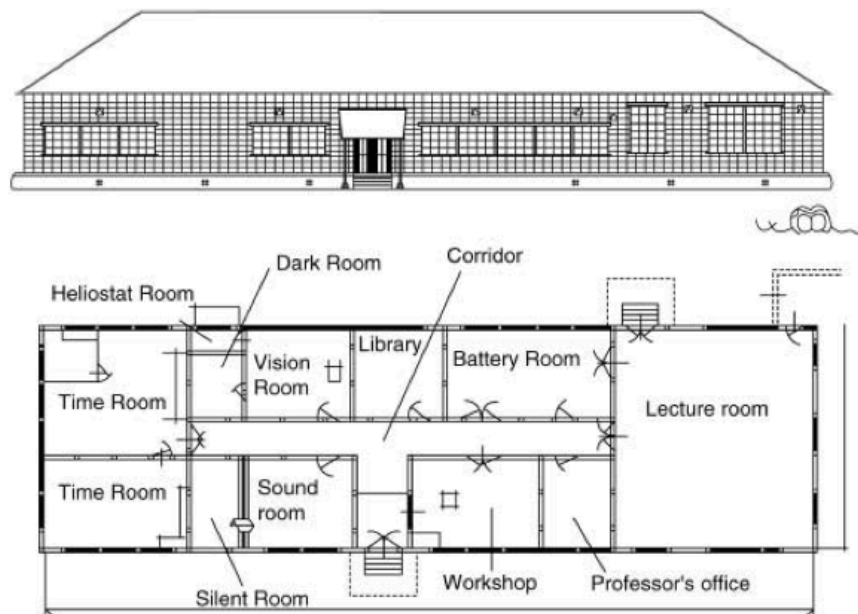 Corridor
Dark Room
Heliostat Room
Vision
Room
Library
Battery Room
Time Room
Lecture room
Time Room
Sound
room
Silent Room
Workshop
Professor's office